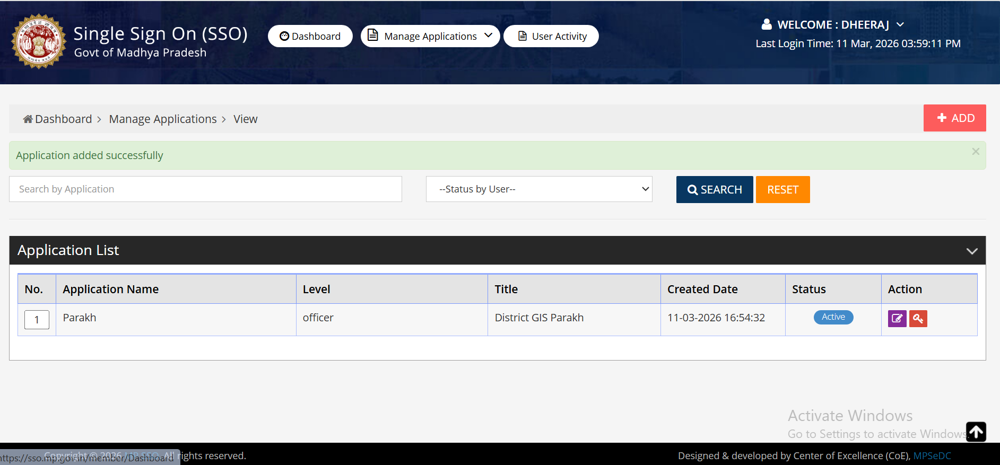 Single Sign On (SSO)
Govt of Madhya Pradesh
Dashboard
Manage Applications
User Activity
WELCOME : DHEERAJ
Last Login Time: 11 Mar, 2026 03:59:11 PM
Dashboard > Manage Applications > View
+ ADD
Application added successfully
×
Search by Application
--Status by User--
SEARCH
RESET
Application List
No. Application Name Level Title Created Date Status Action
1 Parakh officer District GIS Parakh 11-03-2026 16:54:32 Active
Activate Windows
Go to Settings to activate Windows.
Copyright © 2026 MP SSO. All rights reserved.
https://sso.mp.gov.in/member/Dashboard
Designed & developed by Center of Excellence (CoE), MPSeDC